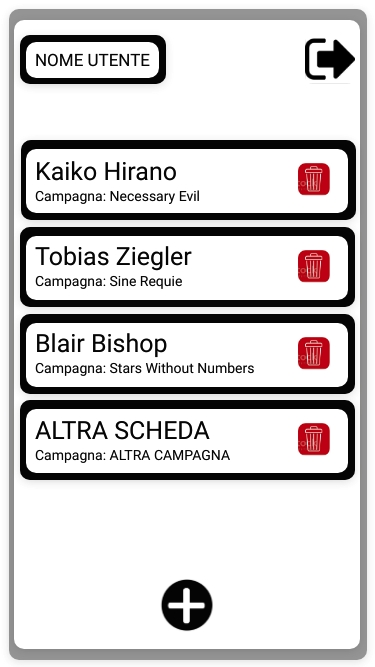 NOME UTENTE
Kaiko Hirano
Campagna: Necessary Evil
Tobias Ziegler
Campagna: Sine Requie
Blair Bishop
Campagna: Stars Without Numbers
ALTRA SCHEDA
Campagna: ALTRA CAMPAGNA